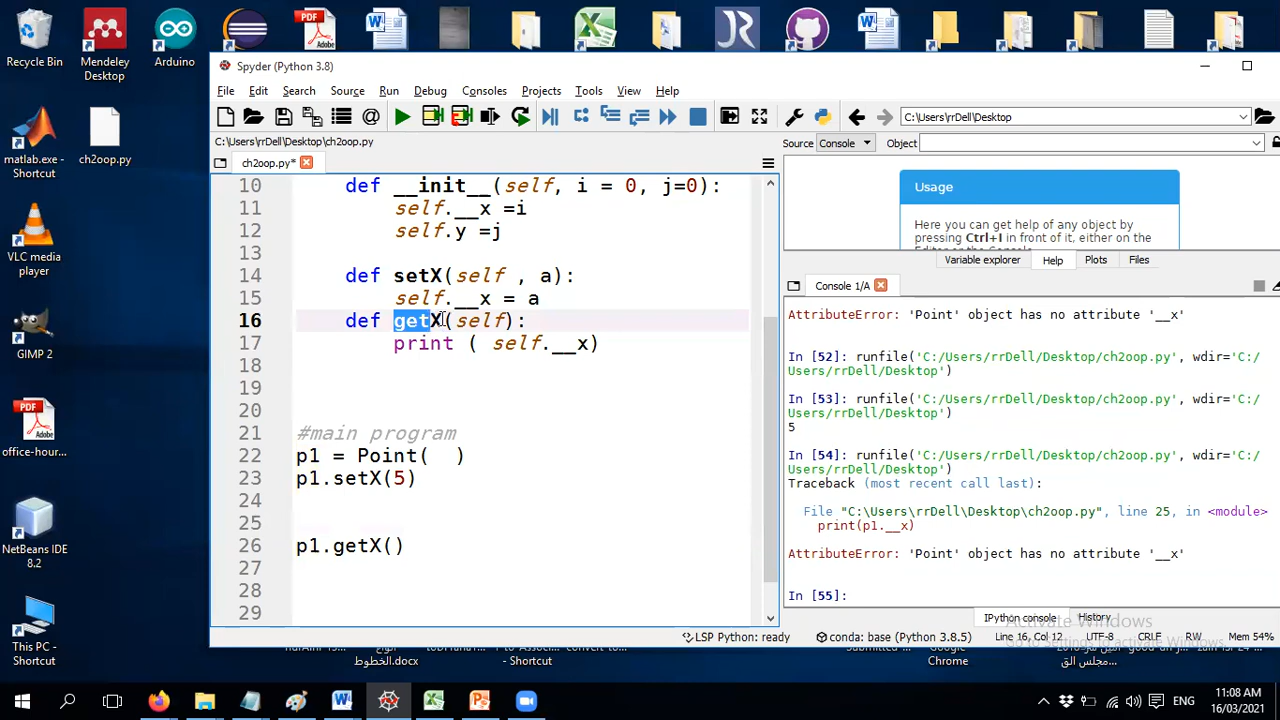 Recycle Bin
Mendeley
Desktop
Arduino
matlab.exe -
Shortcut
ch2oop.py
VLC media
player
GIMP 2
office-hour...
NetBeans IDE
8.2
This PC -
Shortcut
Spyder (Python 3.8)
File Edit Search Source Run Debug Consoles Projects Tools View Help
C:\Users\rrDell\Desktop
C:\Users\rrDell\Desktop\ch2oop.py
Source Console Object
ch2oop.py*
10 def __init__(self, i = 0, j=0):
11 self.__x =i
12 self.y =j
13
14 def setX(self , a):
15 self.__x = a
16 def getX(self):
17 print ( self.__x)
18
19
20
21 #main program
22 p1 = Point( )
23 p1.setX(5)
24
25
26 p1.getX()
27
28
29
Usage
Here you can get help of any object by
pressing Ctrl+I in front of it, either on the
Editor or the Console.
Variable explorer Help Plots Files
Console 1/A
AttributeError: 'Point' object has no attribute '__x'
In [52]: runfile('C:/Users/rrDell/Desktop/ch2oop.py', wdir='C:/
Users/rrDell/Desktop')
In [53]: runfile('C:/Users/rrDell/Desktop/ch2oop.py', wdir='C:/
Users/rrDell/Desktop')
5
In [54]: runfile('C:/Users/rrDell/Desktop/ch2oop.py', wdir='C:/
Users/rrDell/Desktop')
Traceback (most recent call last):
File "C:\Users\rrDell\Desktop\ch2oop.py", line 25, in <module>
print(p1.__x)
AttributeError: 'Point' object has no attribute '__x'
In [55]:
IPython console History
Activate Windows
Go to Settings to activate Windows.
LSP Python: ready conda: base (Python 3.8.5) Line 16, Col 12 UTF-8 CRLF RW Mem 54%
الخطوط.docx
- Shortcut
Google
Chrome
مجلس الق...
11:08 AM
ENG
16/03/2021